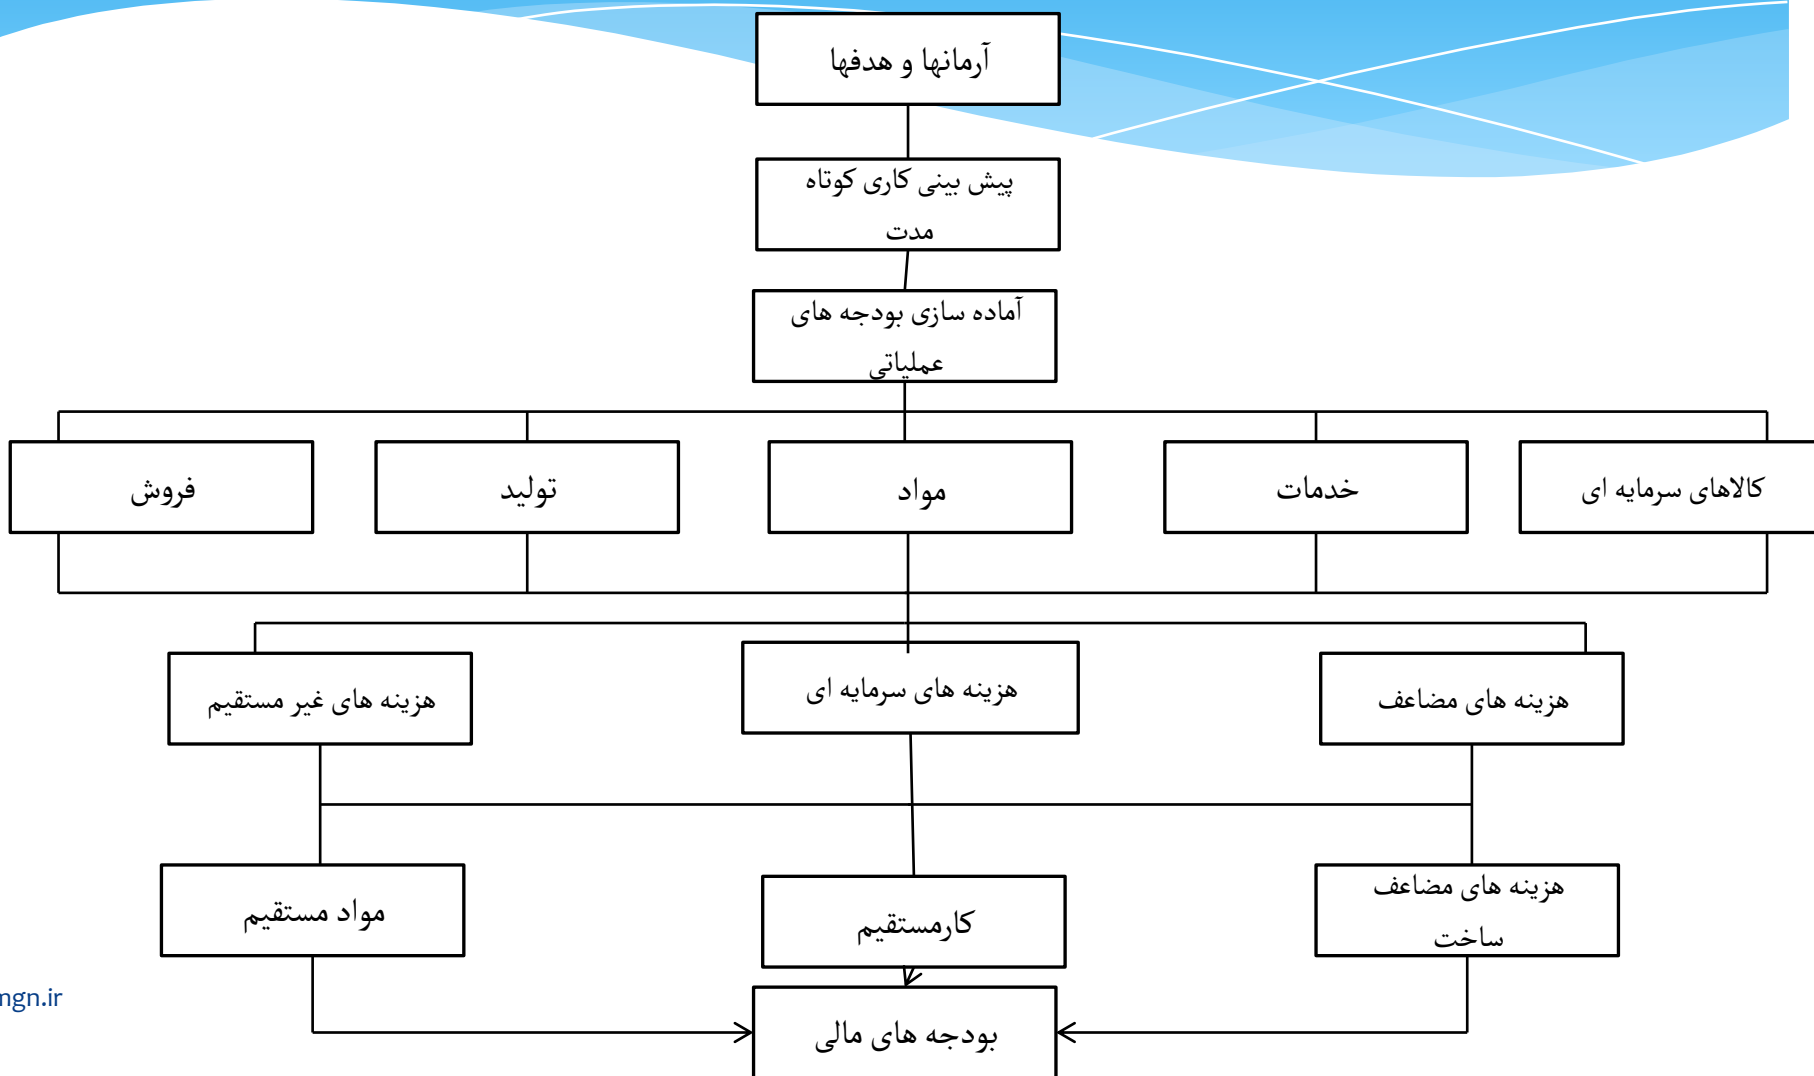 آرمانها و هدفها
پیش بینی کاری کوتاه
مدت
آماده سازی بودجه های
عملیاتی
کالاهای سرمایه ای
خدمات
مواد
تولید
فروش
هزینه های مضاعف
هزینه های سرمایه ای
هزینه های غیر مستقیم
هزینه های مضاعف
ساخت
کارمستقیم
مواد مستقیم
بودجه های مالی
ngn.ir